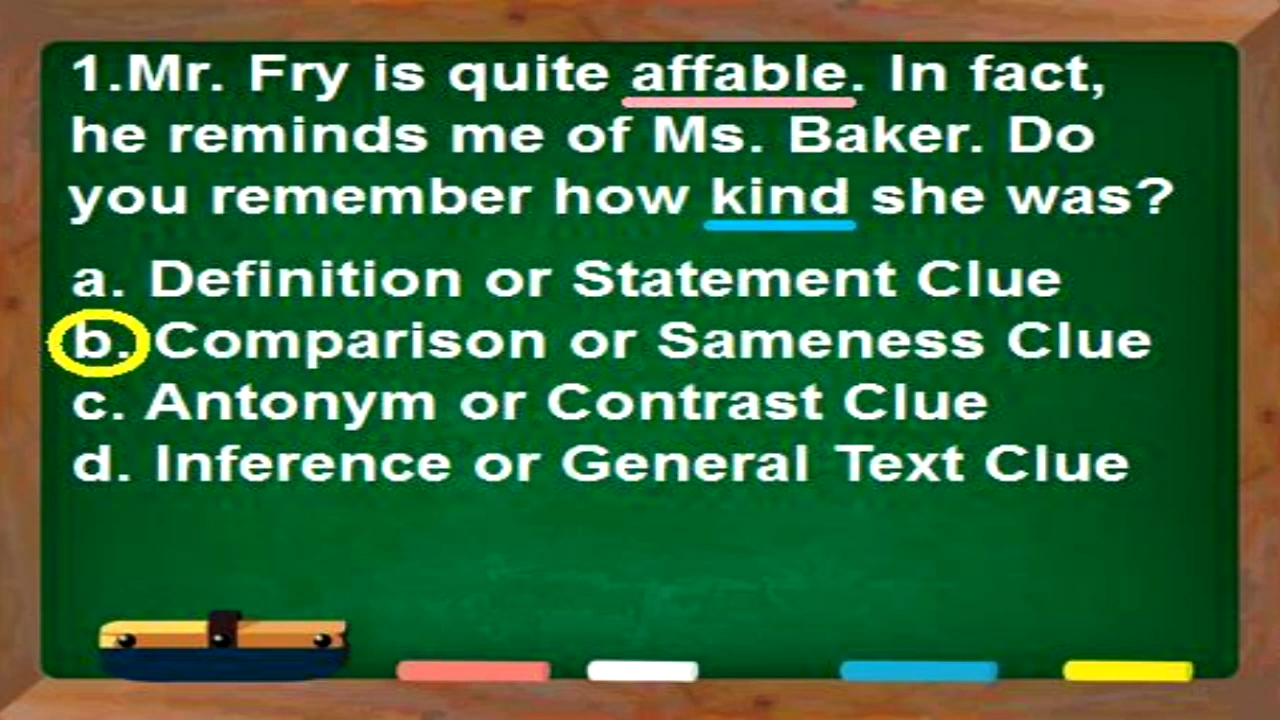 1.Mr. Fry is quite affable. In fact,
he reminds me of Ms. Baker. Do
you remember how kind she was?
a. Definition or Statement Clue
b. Comparison or Sameness Clue
c. Antonym or Contrast Clue
d. Inference or General Text Clue